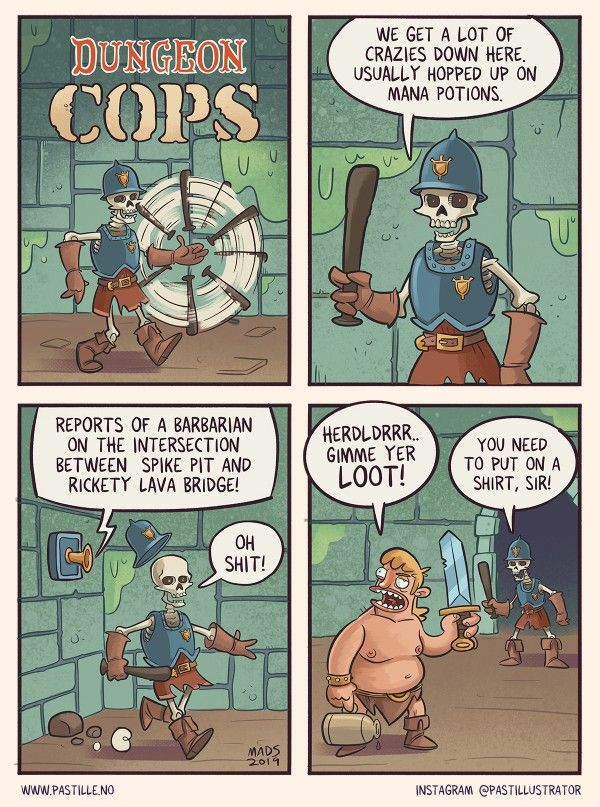 DUNGEON
COPS
WE GET A LOT OF
CRAZIES DOWN HERE.
USUALLY HOPPED UP ON
MANA POTIONS.
REPORTS OF A BARBARIAN
ON THE INTERSECTION
BETWEEN SPIKE PIT AND
RICKETY LAVA BRIDGE!
OH
SHIT!
MADS
2019
HERDLDRRR..
GIMME YER
LOOT!
YOU NEED
TO PUT ON A
SHIRT, SIR!
WWW.PASTILLE.NO
INSTAGRAM @PASTILLUSTRATOR